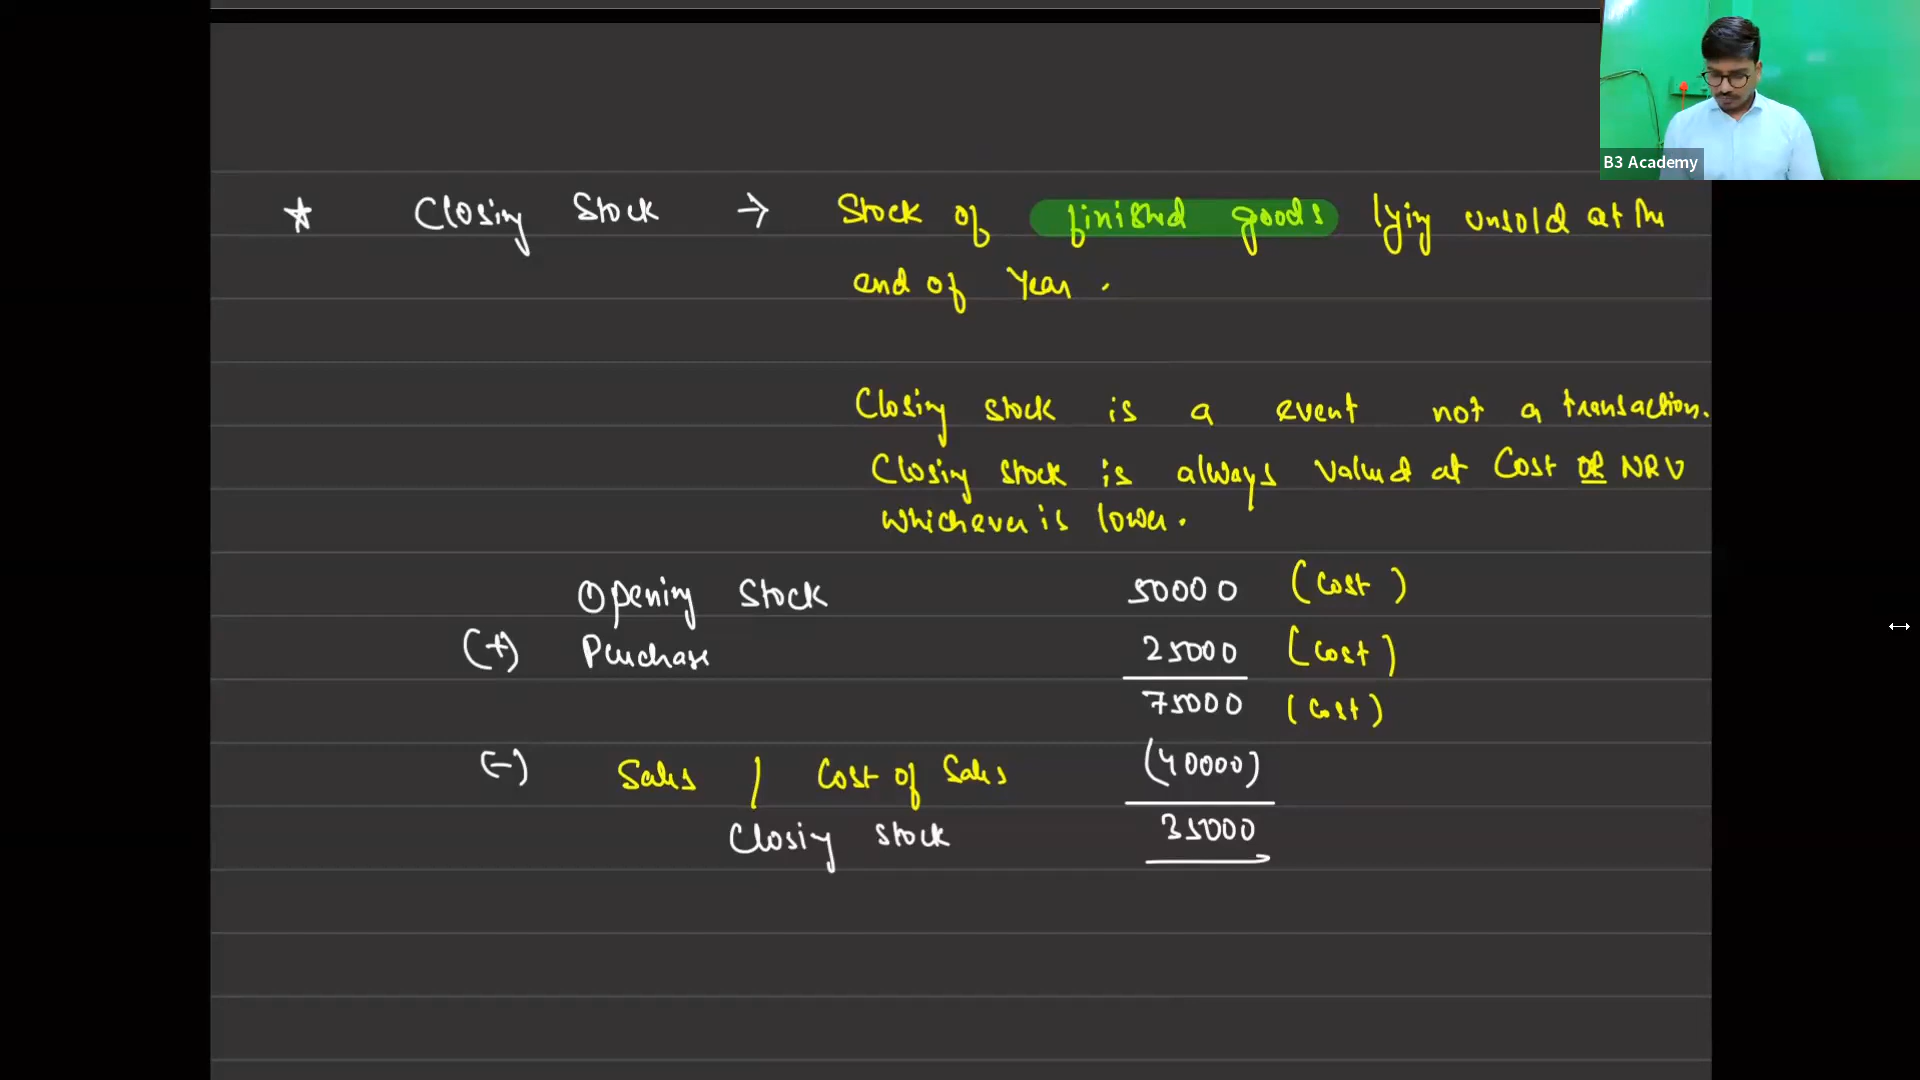 B3 Academy
☆ Closing Stock → Stock of finished goods lying unsold at the
end of Year.
Closing stock is a event not a transaction.
Closing stock is always valued at Cost OR NRV
whichever is lower.
Opening Stock 50000 (Cost)
(+) Purchase 25000 (Cost)
75000 (Cost)
(-) Sales / Cost of Sales (40000)
Closing stock 35000